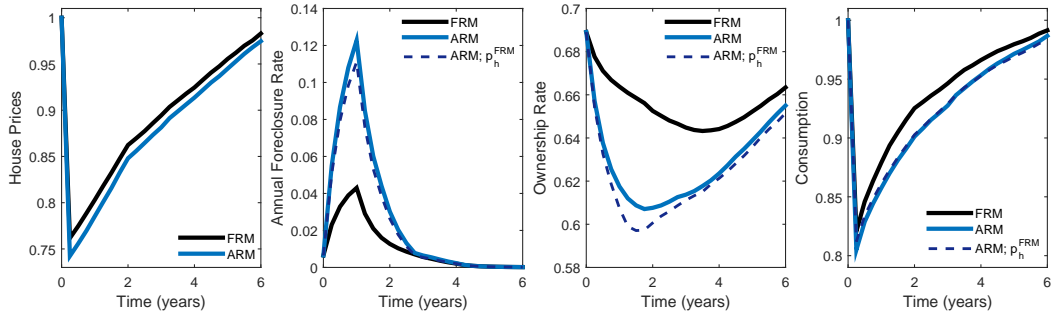 House Prices
1
0.95
0.9
0.85
0.8
0.75
0 2 4 6
Time (years)
FRM
ARM
Annual Foreclosure Rate
0.14
0.12
0.1
0.08
0.06
0.04
0.02
0
0 2 4 6
Time (years)
FRM
ARM
ARM; p_h^FRM
Ownership Rate
0.7
0.68
0.66
0.64
0.62
0.6
0.58
0 2 4 6
Time (years)
FRM
ARM
ARM; p_h^FRM
Consumption
1
0.95
0.9
0.85
0.8
0 2 4 6
Time (years)
FRM
ARM
ARM; p_h^FRM